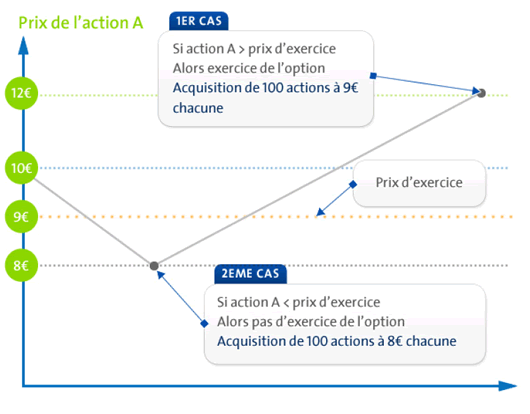 Prix de l'action A
1ER CAS
Si action A > prix d'exercice
Alors exercice de l'option
Acquisition de 100 actions à 9€
chacune
12€
10€
Prix d'exercice
9€
8€
2EME CAS
Si action A < prix d'exercice
Alors pas d'exercice de l'option
Acquisition de 100 actions à 8€ chacune